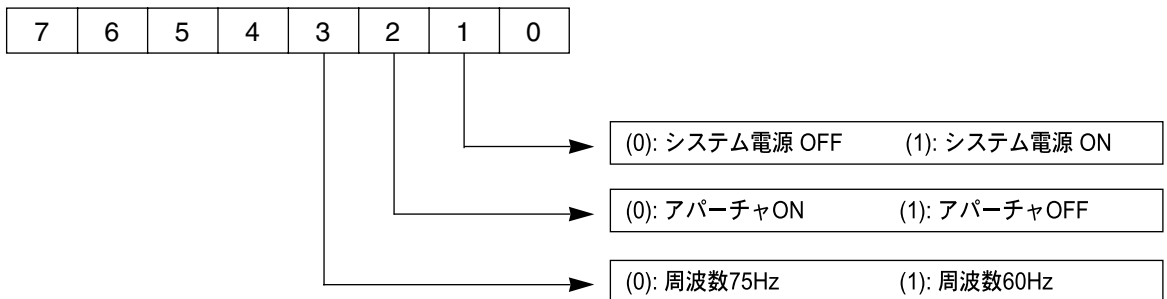 7 6 5 4 3 2 1 0
(0): システム電源 OFF (1): システム電源 ON
(0): アパーチャON (1): アパーチャOFF
(0): 周波数75Hz (1): 周波数60Hz